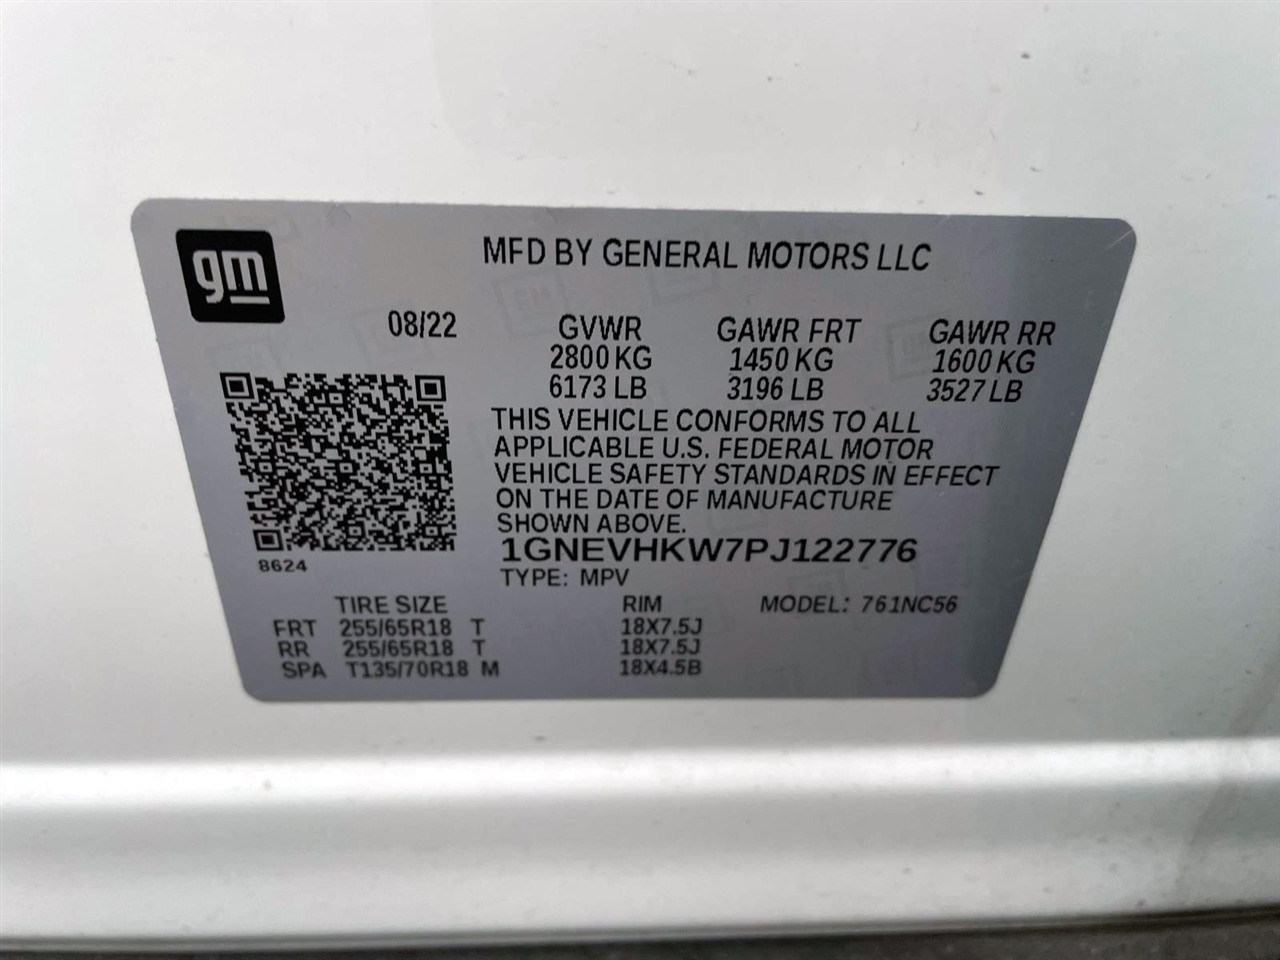 gm
MFD BY GENERAL MOTORS LLC
08/22 GVWR GAWR FRT GAWR RR
2800 KG 1450 KG 1600 KG
6173 LB 3196 LB 3527 LB
THIS VEHICLE CONFORMS TO ALL
APPLICABLE U.S. FEDERAL MOTOR
VEHICLE SAFETY STANDARDS IN EFFECT
ON THE DATE OF MANUFACTURE
SHOWN ABOVE.
1GNEVHKW7PJ122776
8624
TYPE: MPV
TIRE SIZE RIM MODEL: 761NC56
FRT 255/65R18 T 18X7.5J
RR 255/65R18 T 18X7.5J
SPA T135/70R18 M 18X4.5B